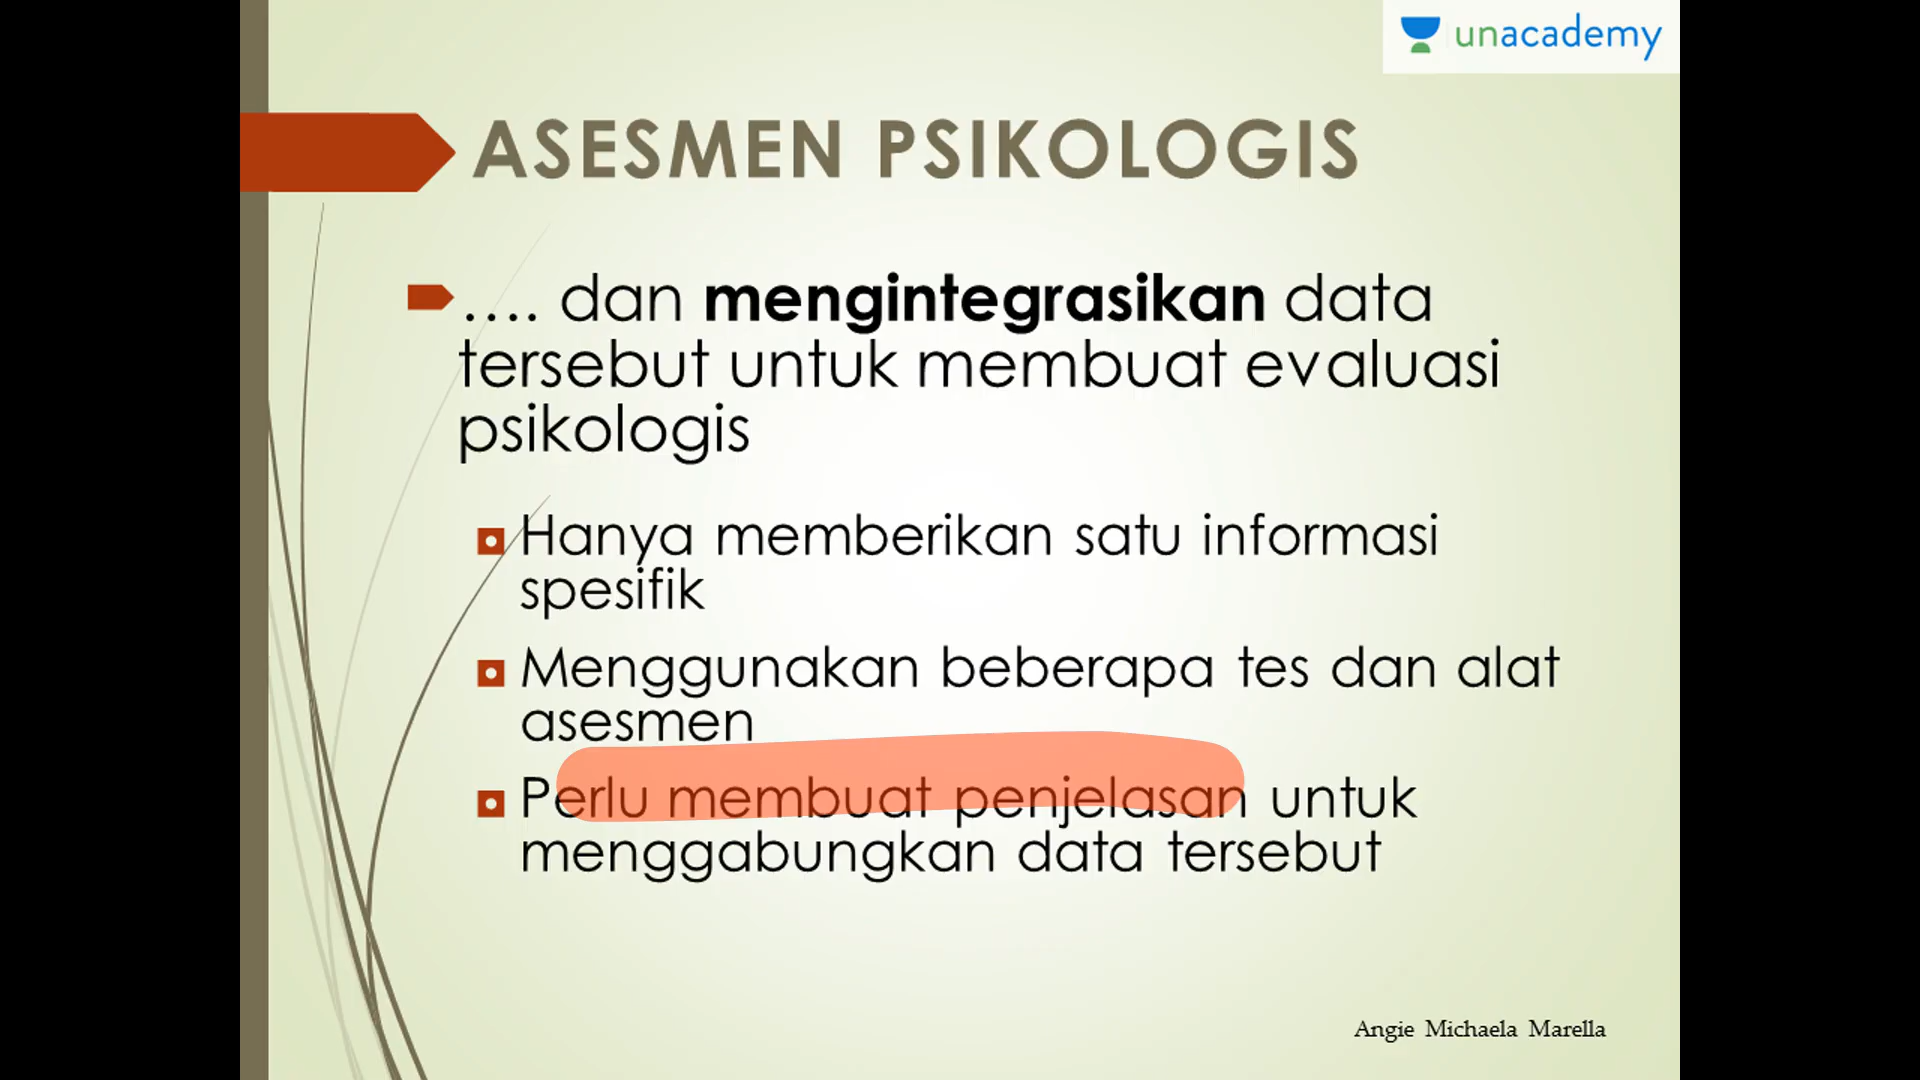 unacademy
ASESMEN PSIKOLOGIS
.... dan mengintegrasikan data
tersebut untuk membuat evaluasi
psikologis
Hanya memberikan satu informasi
spesifik
Menggunakan beberapa tes dan alat
asesmen
Perlu membuat penjelasan untuk
menggabungkan data tersebut
Angie Michaela Marella